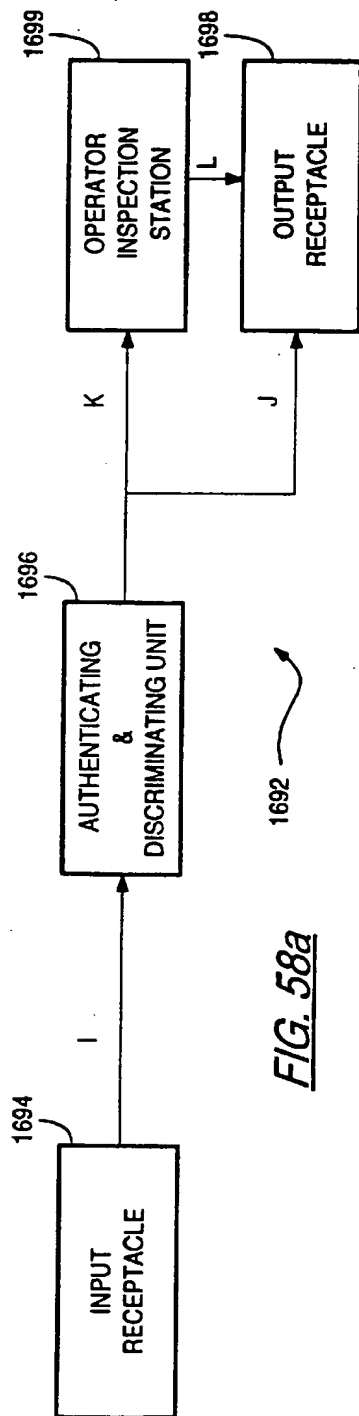 1694
INPUT
RECEPTACLE
I
1696
AUTHENTICATING
&
DISCRIMINATING UNIT
K
J
1699
OPERATOR
INSPECTION
STATION
L
1698
OUTPUT
RECEPTACLE
1692
FIG. 58a